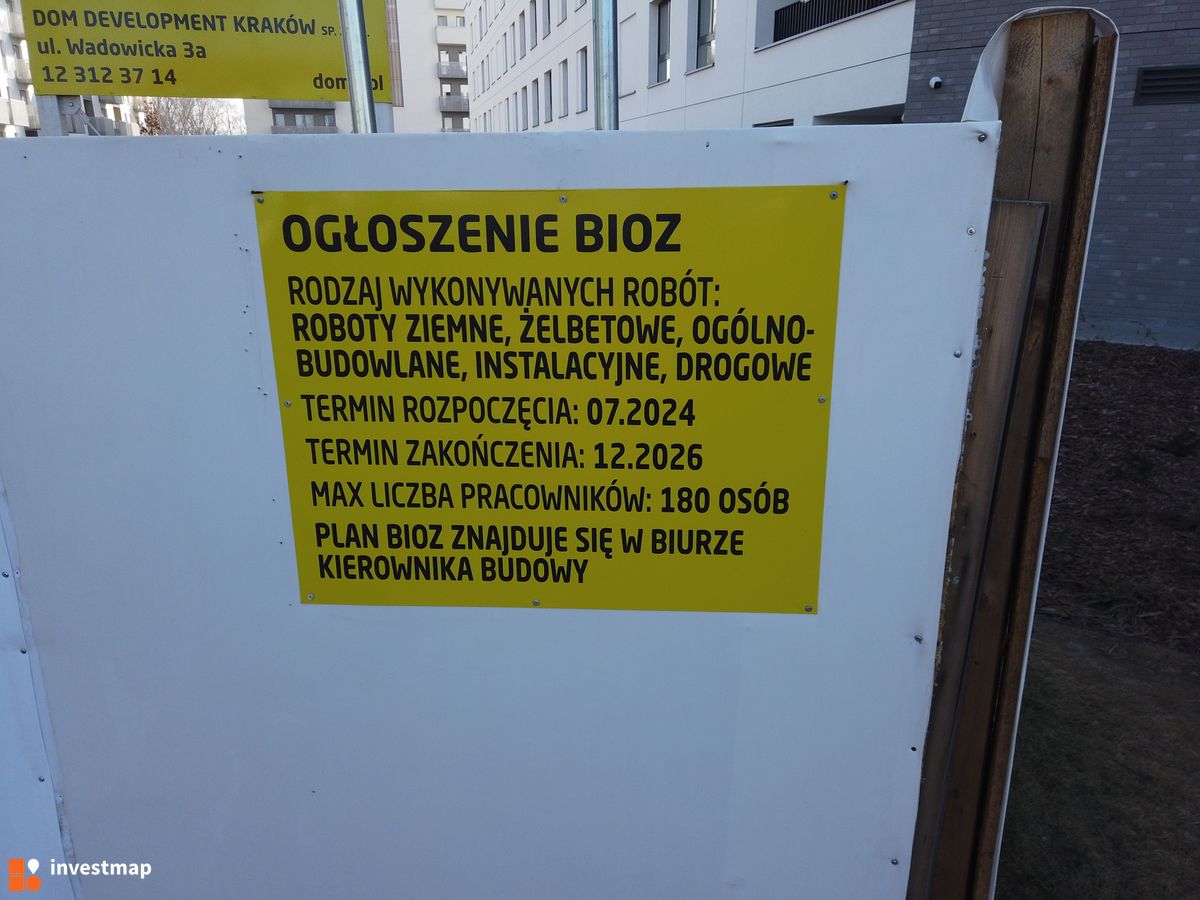 DOM DEVELOPMENT KRAKÓW SP.
ul. Wadowicka 3a
12 312 37 14
OGŁOSZENIE BIOZ
RODZAJ WYKONYWANYCH ROBÓT:
ROBOTY ZIEMNE, ŻELBETOWE, OGÓLNO-
BUDOWLANE, INSTALACYJNE, DROGOWE
TERMIN ROZPOCZĘCIA: 07.2024
TERMIN ZAKOŃCZENIA: 12.2026
MAX LICZBA PRACOWNIKÓW: 180 OSÓB
PLAN BIOZ ZNAJDUJE SIĘ W BIURZE
KIEROWNIKA BUDOWY
investmap